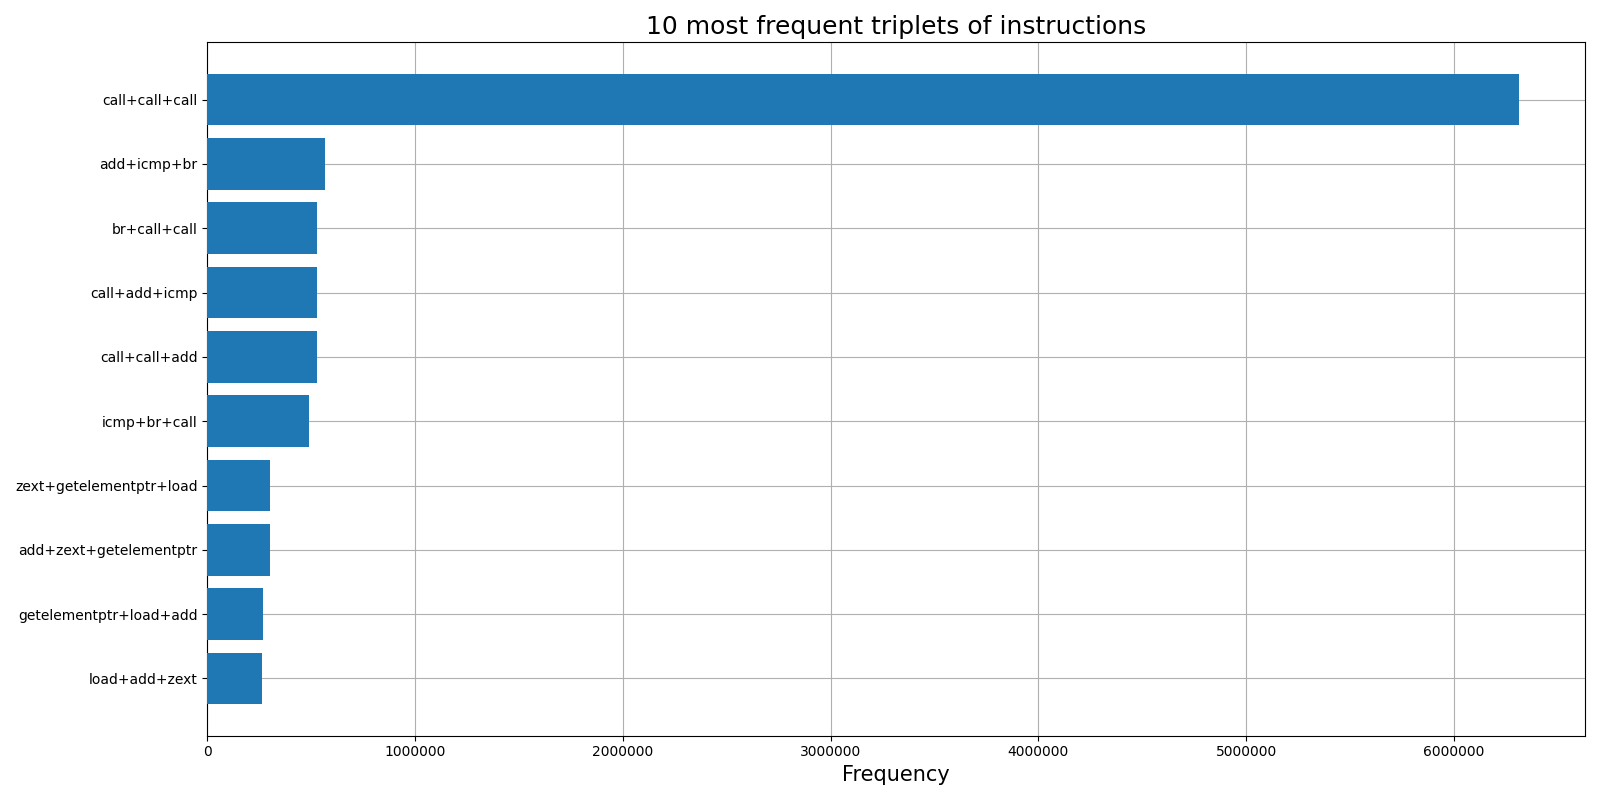 10 most frequent triplets of instructions
call+call+call
add+icmp+br
br+call+call
call+add+icmp
call+call+add
icmp+br+call
zext+getelementptr+load
add+zext+getelementptr
getelementptr+load+add
load+add+zext
0 1000000 2000000 3000000 4000000 5000000 6000000
Frequency